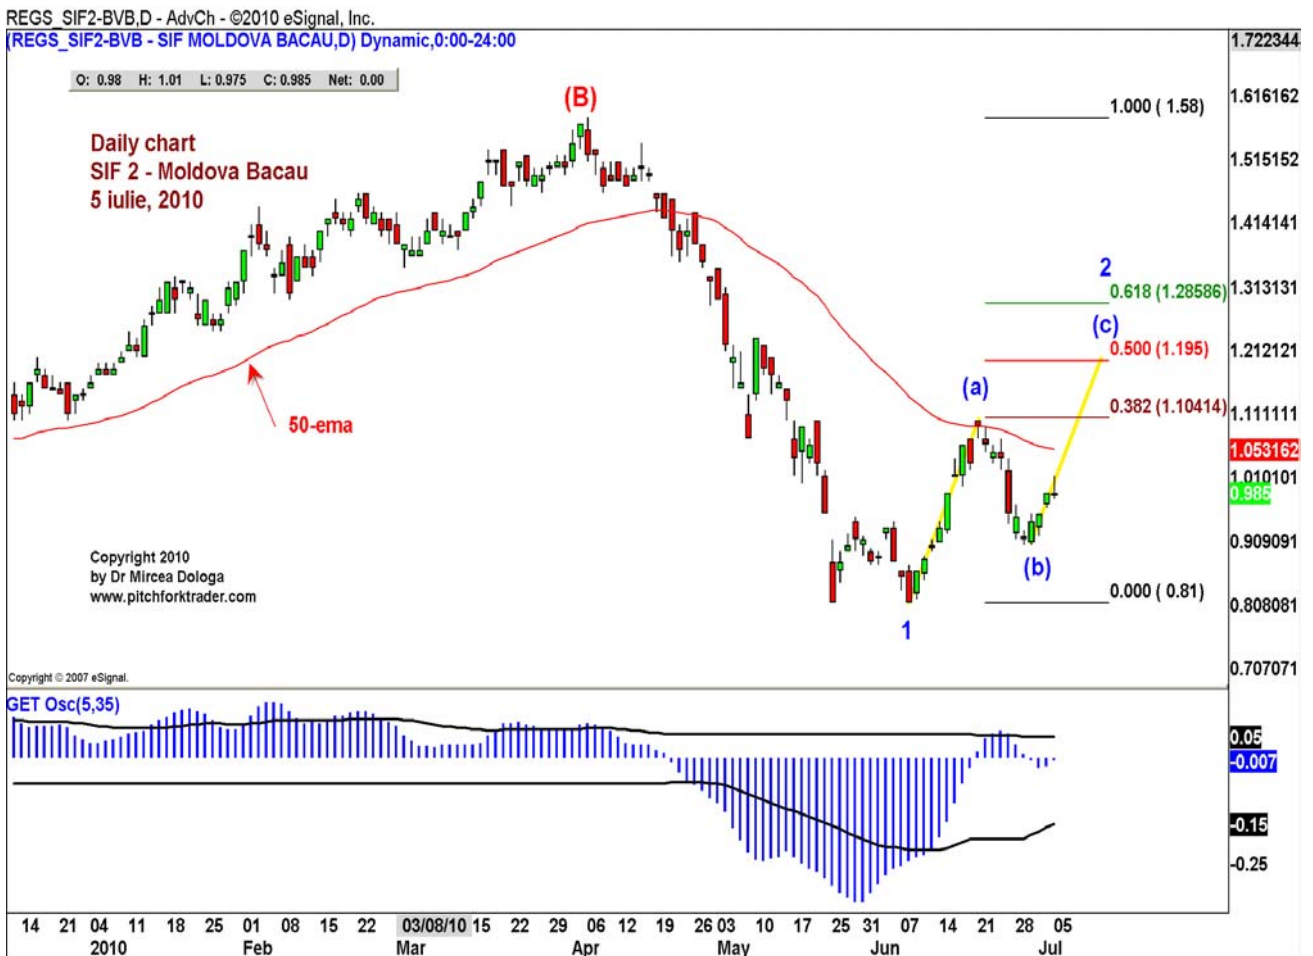 REGS_SIF2-BVB,D - AdvCh - ©2010 eSignal, Inc.
(REGS_SIF2-BVB - SIF MOLDOVA BACAU,D) Dynamic,0:00-24:00
1.722344
O: 0.98 H: 1.01 L: 0.975 C: 0.985 Net: 0.00
(B)
1.000 ( 1.58)
1.616162
Daily chart
SIF 2 - Moldova Bacau
5 iulie, 2010
1.515152
1.414141
2
0.618 (1.28586)
1.313131
(c)
0.500 (1.195)
1.212121
(a)
0.382 (1.10414)
1.111111
50-ema
1.053162
1.010101
0.985
0.909091
Copyright 2010
by Dr Mircea Dologa
www.pitchforktrader.com
(b)
0.000 ( 0.81)
0.808081
1
0.707071
Copyright © 2007 eSignal.
GET Osc(5,35)
0.05
-0.007
-0.15
-0.25
14 21 04 11 18 25 01 08 15 22 03/08/10 15 22 29 06 12 19 26 03 10 17 25 31 07 14 21 28 05
2010 Feb Mar Apr May Jun Jul